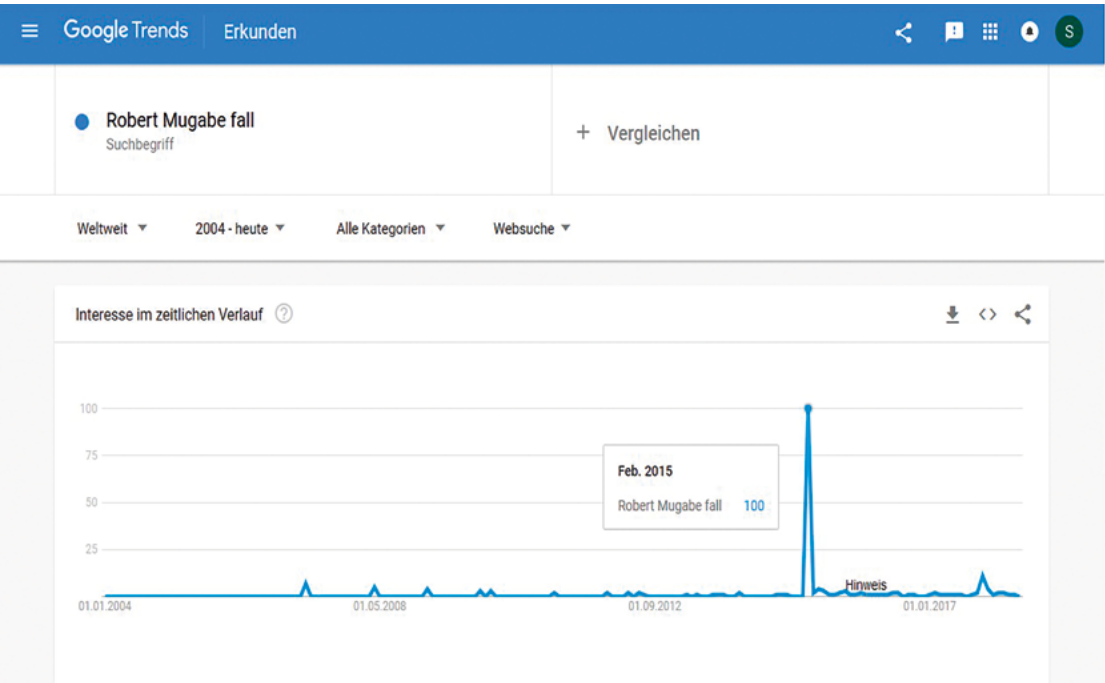 Google Trends Erkunden S
Robert Mugabe fall
Suchbegriff
+ Vergleichen
Weltweit 2004 - heute Alle Kategorien Websuche
Interesse im zeitlichen Verlauf ?
100
75
50
25
Feb. 2015
Robert Mugabe fall 100
Hinweis
01.01.2004 01.05.2008 01.09.2012 01.01.2017